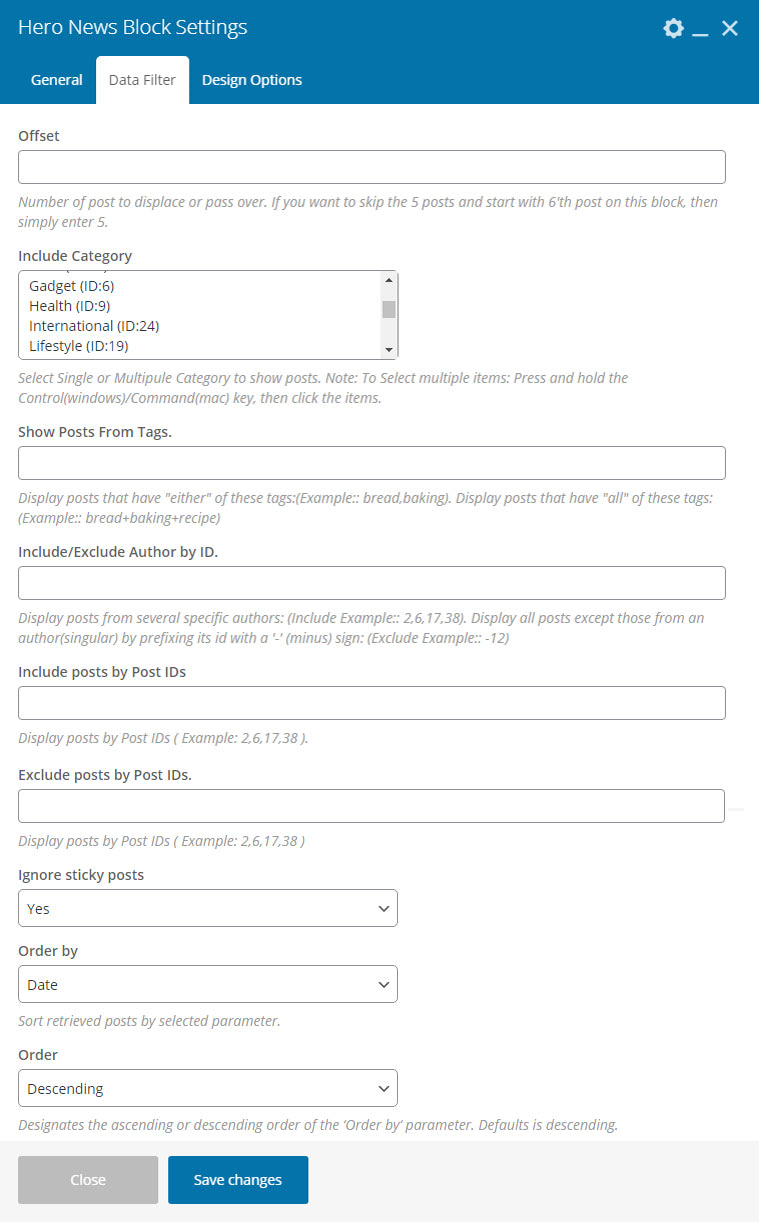 Hero News Block Settings
General Data Filter Design Options
Offset
Number of post to displace or pass over. If you want to skip the 5 posts and start with 6'th post on this block, then
simply enter 5.
Include Category
Gadget (ID:6)
Health (ID:9)
International (ID:24)
Lifestyle (ID:19)
Select Single or Multipule Category to show posts. Note: To Select multiple items: Press and hold the
Control(windows)/Command(mac) key, then click the items.
Show Posts From Tags.
Display posts that have "either" of these tags:(Example:: bread,baking). Display posts that have "all" of these tags:
(Example:: bread+baking+recipe)
Include/Exclude Author by ID.
Display posts from several specific authors: (Include Example:: 2,6,17,38). Display all posts except those from an
author(singular) by prefixing its id with a '-' (minus) sign: (Exclude Example:: -12)
Include posts by Post IDs
Display posts by Post IDs ( Example: 2,6,17,38 ).
Exclude posts by Post IDs.
Display posts by Post IDs ( Example: 2,6,17,38 )
Ignore sticky posts
Yes
Order by
Date
Sort retrieved posts by selected parameter.
Order
Descending
Designates the ascending or descending order of the 'Order by' parameter. Defaults is descending.
Close Save changes